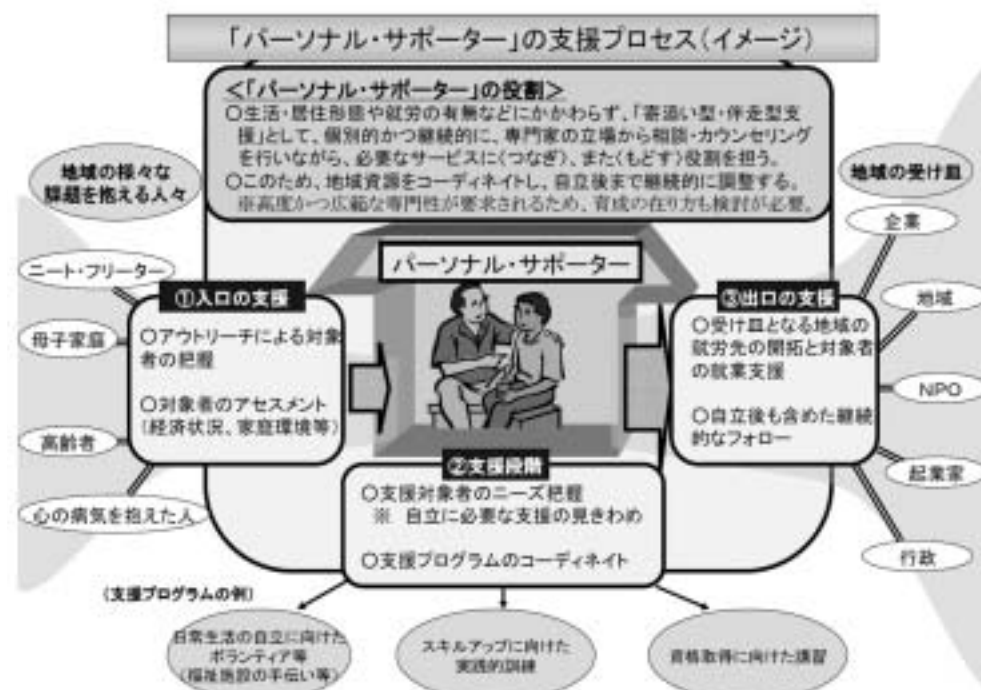 「パーソナル・サポーター」の支援プロセス(イメージ)
<「パーソナル・サポーター」の役割>
○生活・居住形態や就労の有無などにかかわらず、「寄添い型・伴走型支
援」として、個別的かつ継続的に、専門家の立場から相談・カウンセリング
を行いながら、必要なサービスに〈つなぎ〉、また〈もどす〉役割を担う。
○このため、地域資源をコーディネイトし、自立後まで継続的に調整する。
※高度かつ広範な専門性が要求されるため、育成の在り方も検討が必要。
地域の様々な
課題を抱える人々
ニート・フリーター
母子家庭
高齢者
心の病気を抱えた人
①入口の支援
○アウトリーチによる対象
者の把握
○対象者のアセスメント
(経済状況、家庭環境等)
パーソナル・サポーター
②支援段階
○支援対象者のニーズ把握
※ 自立に必要な支援の見きわめ
○支援プログラムのコーディネイト
③出口の支援
○受け皿となる地域の
就労先の開拓と対象者
の就業支援
○自立後も含めた継続
的なフォロー
地域の受け皿
企業
地域
NPO
起業家
行政
(支援プログラムの例)
日常生活の自立に向けた
ボランティア等
(福祉施設の手伝い等)
スキルアップに向けた
実践的訓練
資格取得に向けた講習